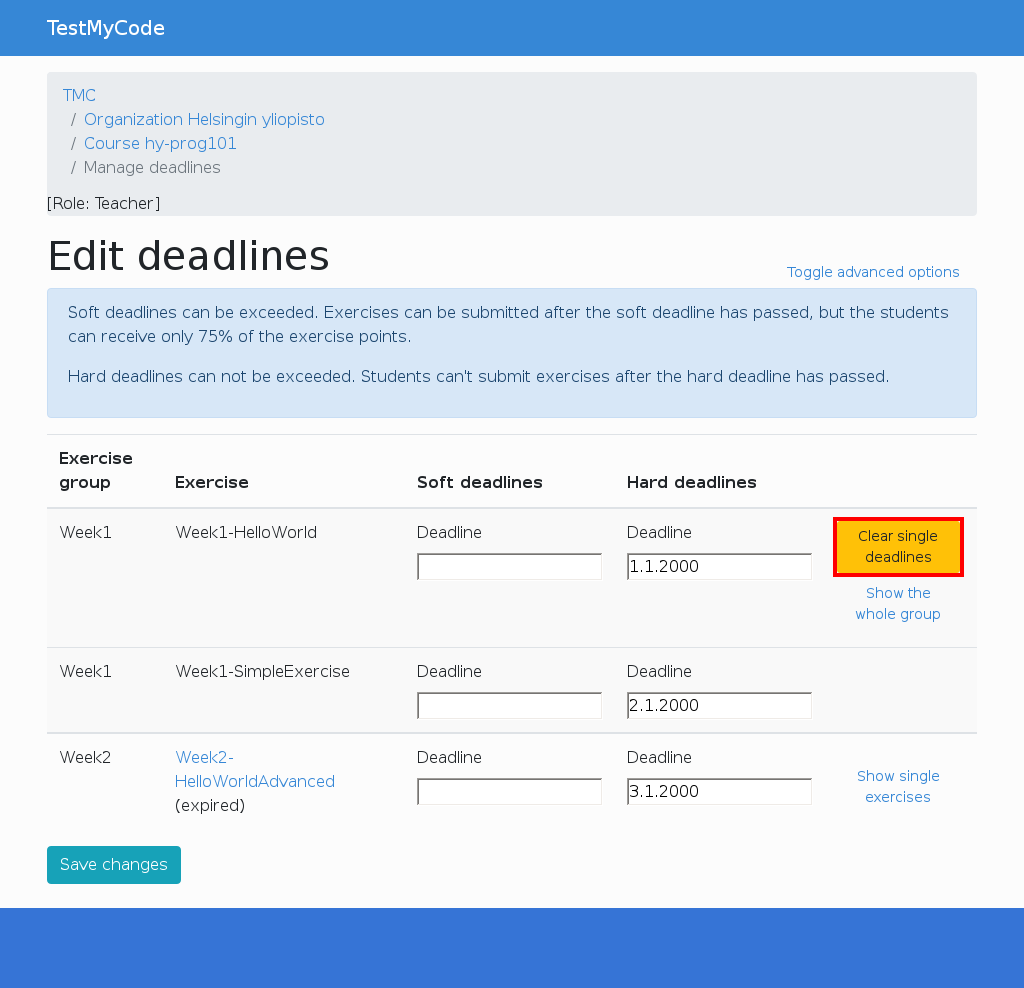 TestMyCode
TMC
/ Organization Helsingin yliopisto
/ Course hy-prog101
/ Manage deadlines
[Role: Teacher]
Edit deadlines
Toggle advanced options
Soft deadlines can be exceeded. Exercises can be submitted after the soft deadline has passed, but the students
can receive only 75% of the exercise points.
Hard deadlines can not be exceeded. Students can't submit exercises after the hard deadline has passed.
Exercise
group Exercise Soft deadlines Hard deadlines
Week1 Week1-HelloWorld Deadline Deadline Clear single
deadlines
1.1.2000
Show the
whole group
Week1 Week1-SimpleExercise Deadline Deadline
2.1.2000
Week2 Week2- Deadline Deadline
HelloWorldAdvanced 3.1.2000 Show single
(expired) exercises
Save changes